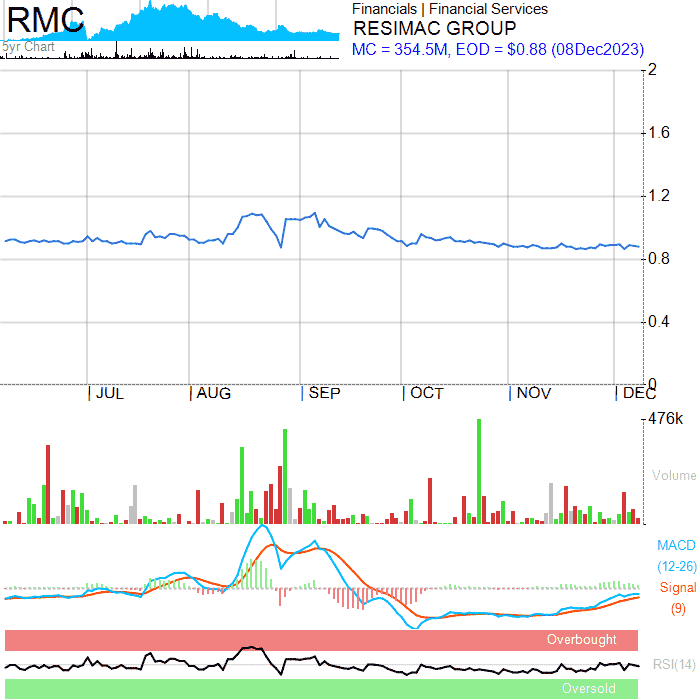 RMC
5yr Chart
Financials | Financial Services
RESIMAC GROUP
MC = 354.5M, EOD = $0.88 (08Dec2023)
2
1.6
1.2
0.8
0.4
0
JUL
AUG
SEP
OCT
NOV
DEC
476k
Volume
MACD
(12-26)
Signal
(9)
Overbought
RSI(14)
Oversold